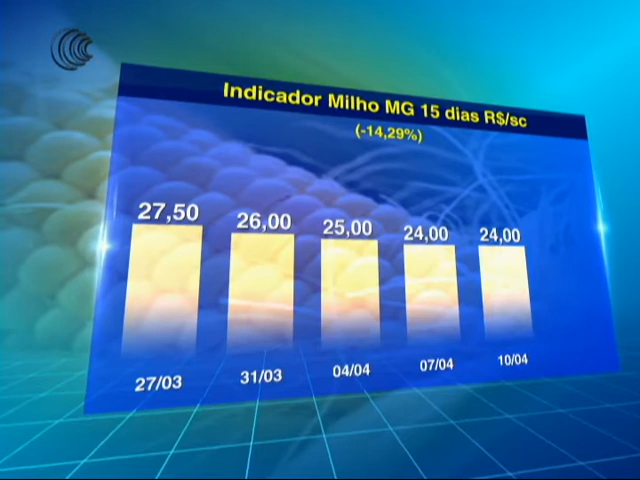 Indicador Milho MG 15 dias R$/sc
(-14,29%)
27,50 26,00 25,00 24,00 24,00
27/03 31/03 04/04 07/04 10/04